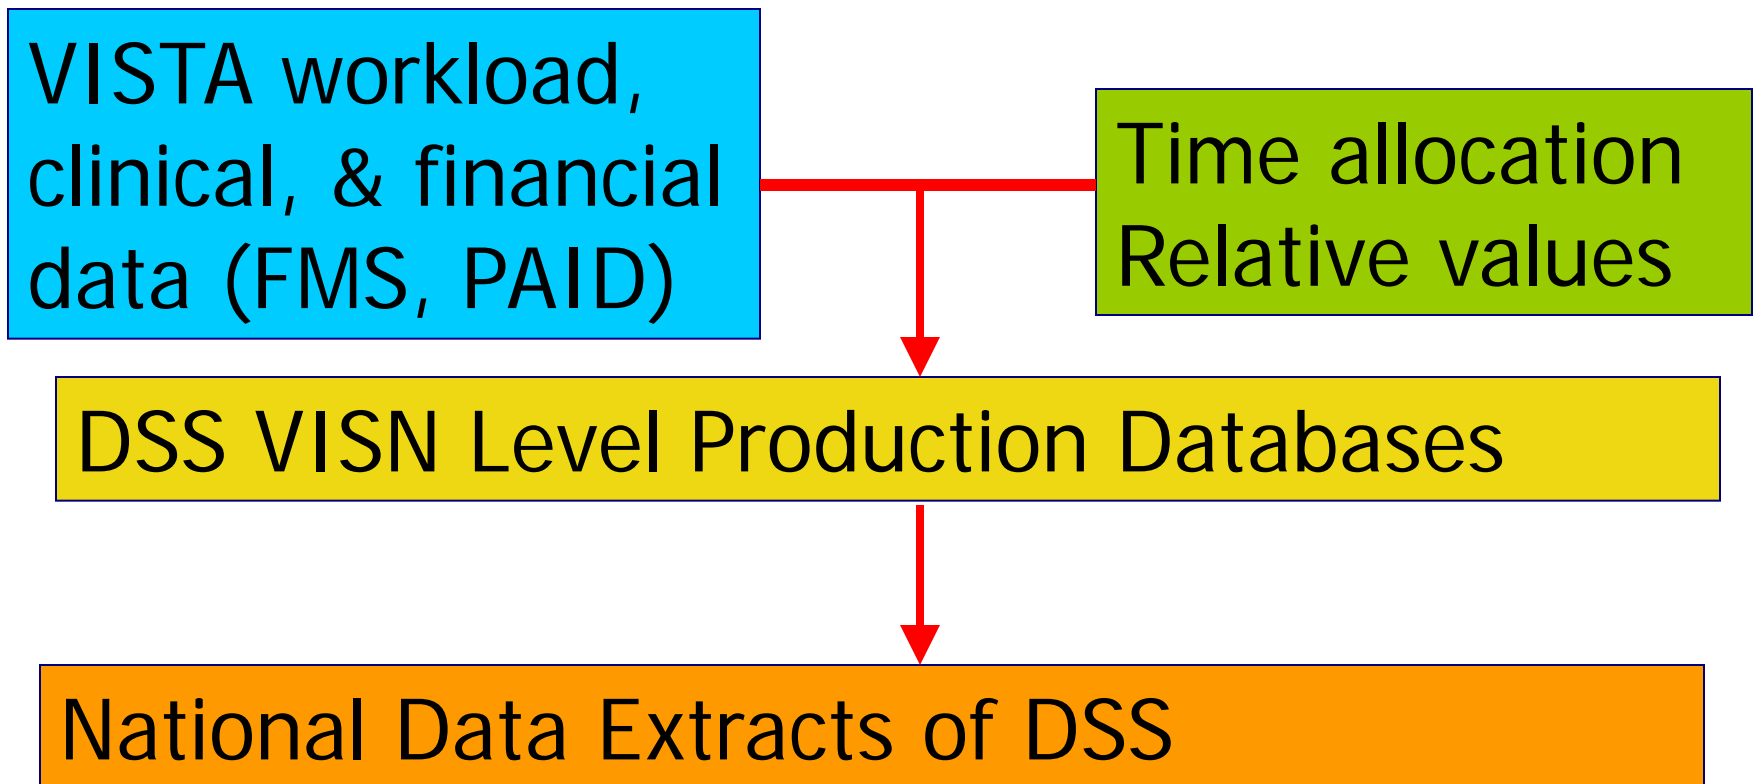 VISTA workload,
clinical, & financial
data (FMS, PAID)
Time allocation
Relative values
DSS VISN Level Production Databases
National Data Extracts of DSS